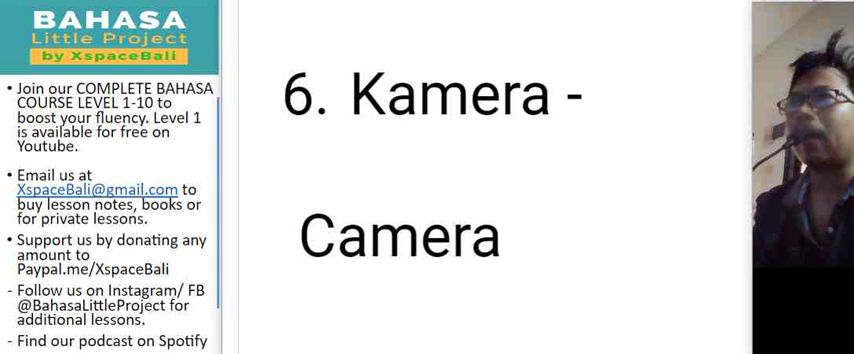 BAHASA
Little Project
by XspaceBali
• Join our COMPLETE BAHASA
COURSE LEVEL 1-10 to
boost your fluency. Level 1
is available for free on
Youtube.
• Email us at
XspaceBali@gmail.com to
buy lesson notes, books or
for private lessons.
• Support us by donating any
amount to
Paypal.me/XspaceBali
- Follow us on Instagram/ FB
@BahasaLittleProject for
additional lessons.
- Find our podcast on Spotify
6. Kamera -
Camera